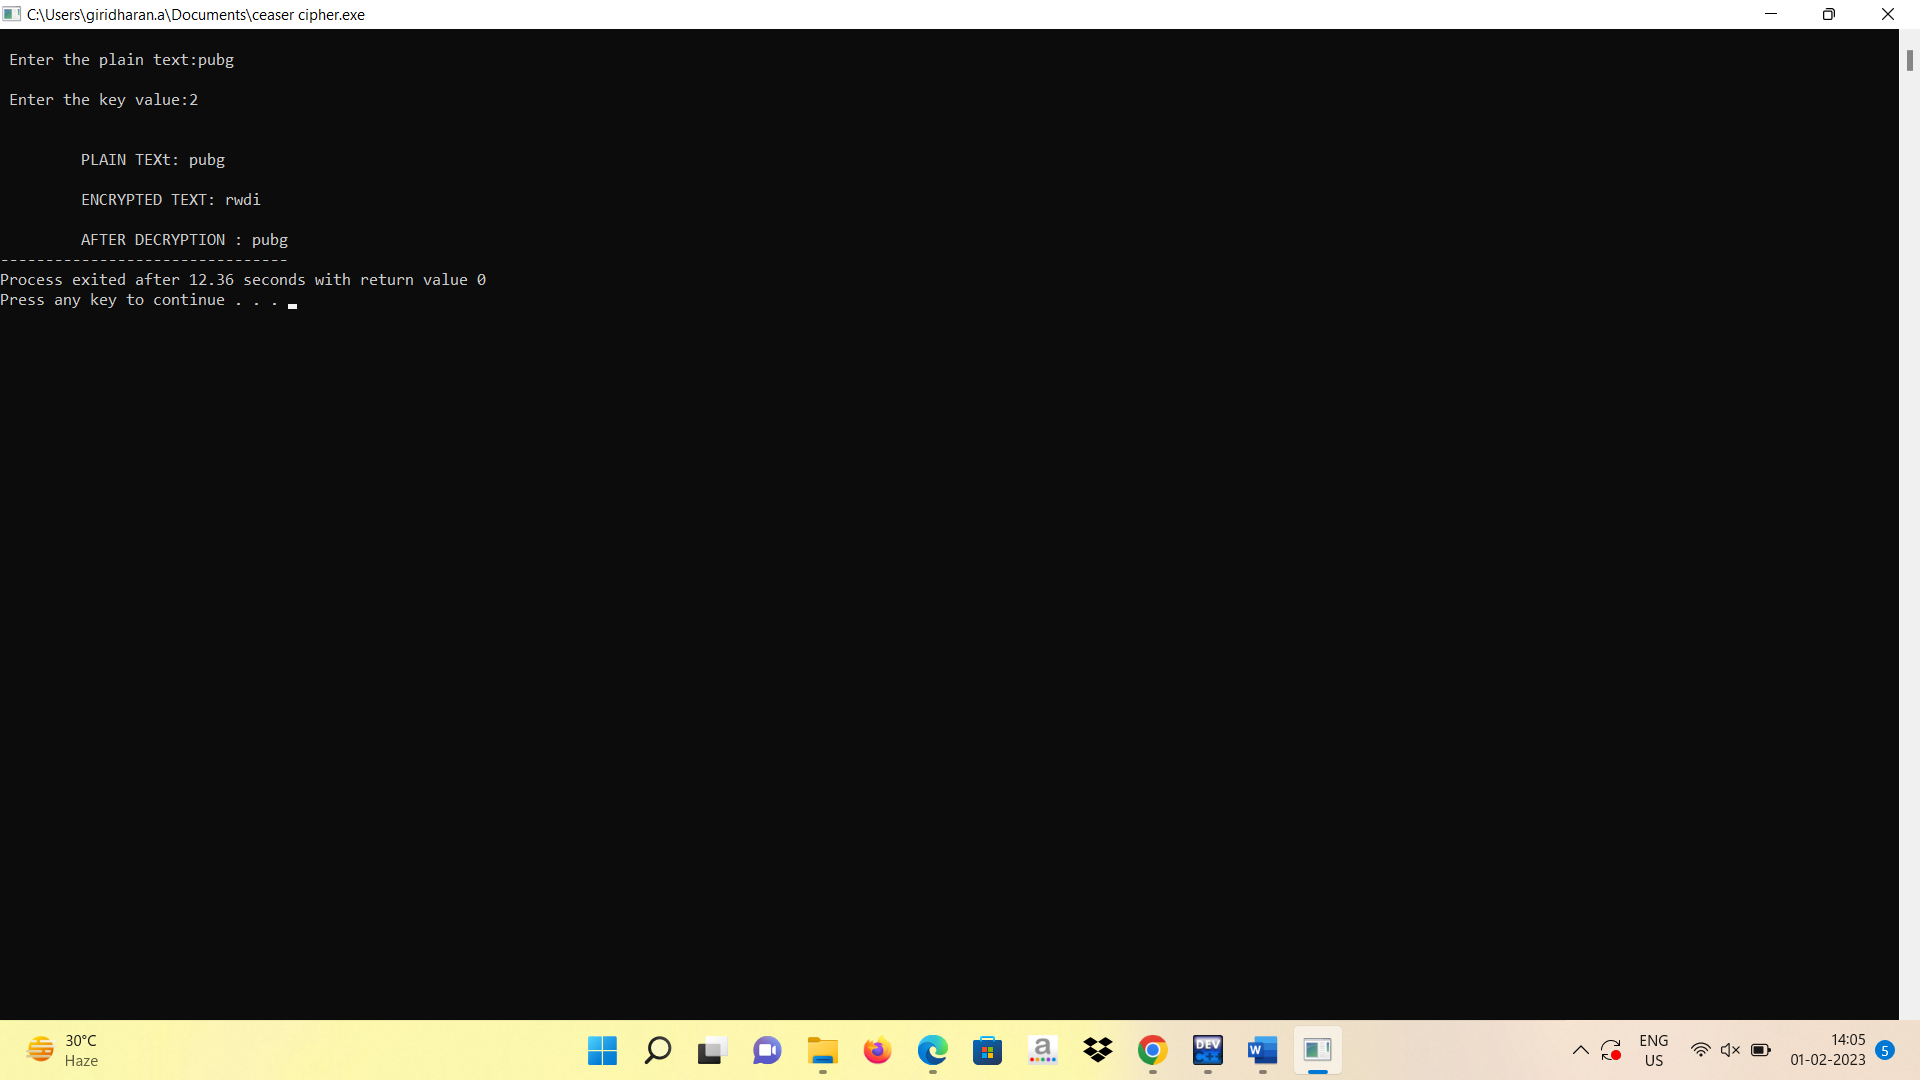 C:\Users\giridharan.a\Documents\ceaser cipher.exe
Enter the plain text:pubg
Enter the key value:2
PLAIN TEXt: pubg
ENCRYPTED TEXT: rwdi
AFTER DECRYPTION : pubg
--------------------------------
Process exited after 12.36 seconds with return value 0
Press any key to continue . . .
30°C
Haze
a
DEV
C++
W
ENG
US
14:05
01-02-2023
5